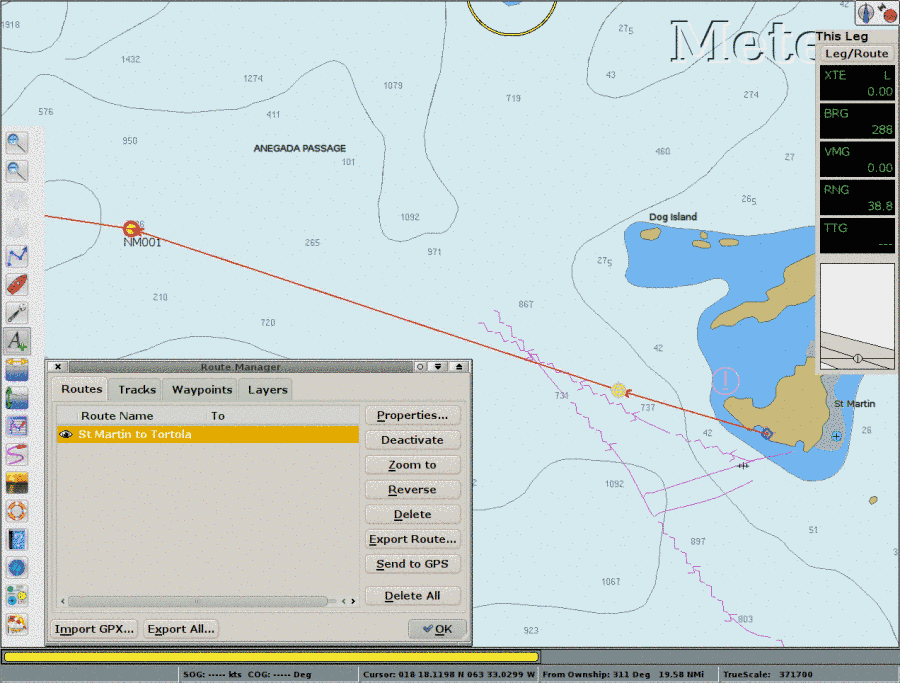 1918
1432
576
1274
411
950
1079
719
275
43
274
460
27
265
42
Mete
This Leg
Leg/Route
XTE L
0.00
BRG
288
VMG
0.00
RNG
38.8
TTG
---
ANEGADA PASSAGE
101
1092
971
265
NM001
210
720
Dog Island
275
867
42
734
737
42
St Martin
26
1092
897
1067
803
923
51
Route Manager
Routes Tracks Waypoints Layers
Route Name To
St Martin to Tortola
Properties...
Deactivate
Zoom to
Reverse
Delete
Export Route...
Send to GPS
Delete All
Import GPX... Export All... OK
SOG: ----- kts COG: ----- Deg Cursor: 018 18.1198 N 063 33.0299 W From Ownship: 311 Deg 19.58 NMi TrueScale: 371700